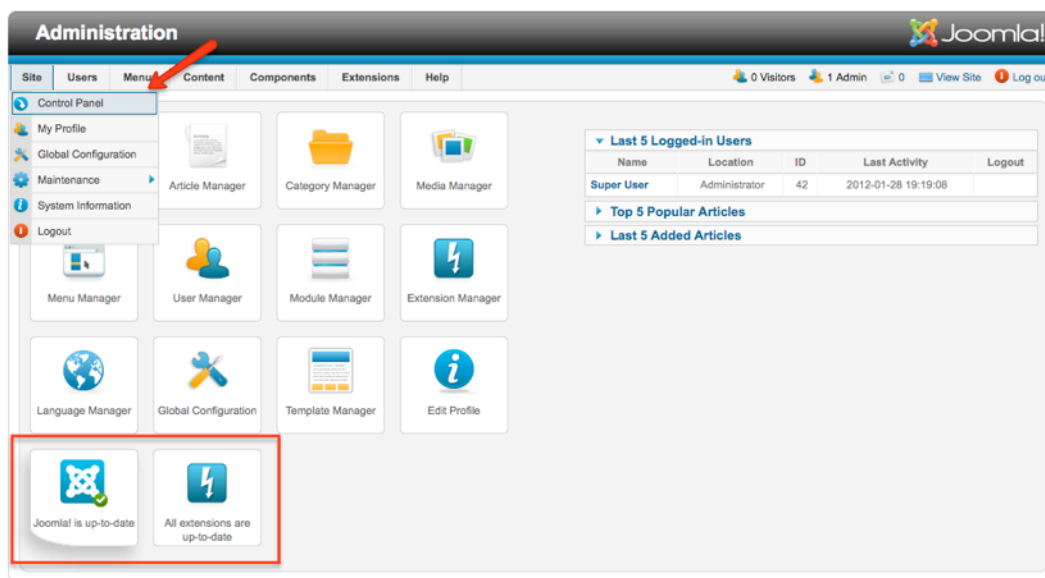 Administration
Joomla!
Site Users Menu Content Components Extensions Help
0 Visitors 1 Admin 0 View Site Log ou
Control Panel
My Profile
Global Configuration
Maintenance
System Information
Logout
Article Manager
Category Manager
Media Manager
Menu Manager
User Manager
Module Manager
Extension Manager
Language Manager
Global Configuration
Template Manager
Edit Profile
Joomla! is up-to-date
All extensions are
up-to-date
Last 5 Logged-in Users
Name Location ID Last Activity Logout
Super User Administrator 42 2012-01-28 19:19:08
Top 5 Popular Articles
Last 5 Added Articles